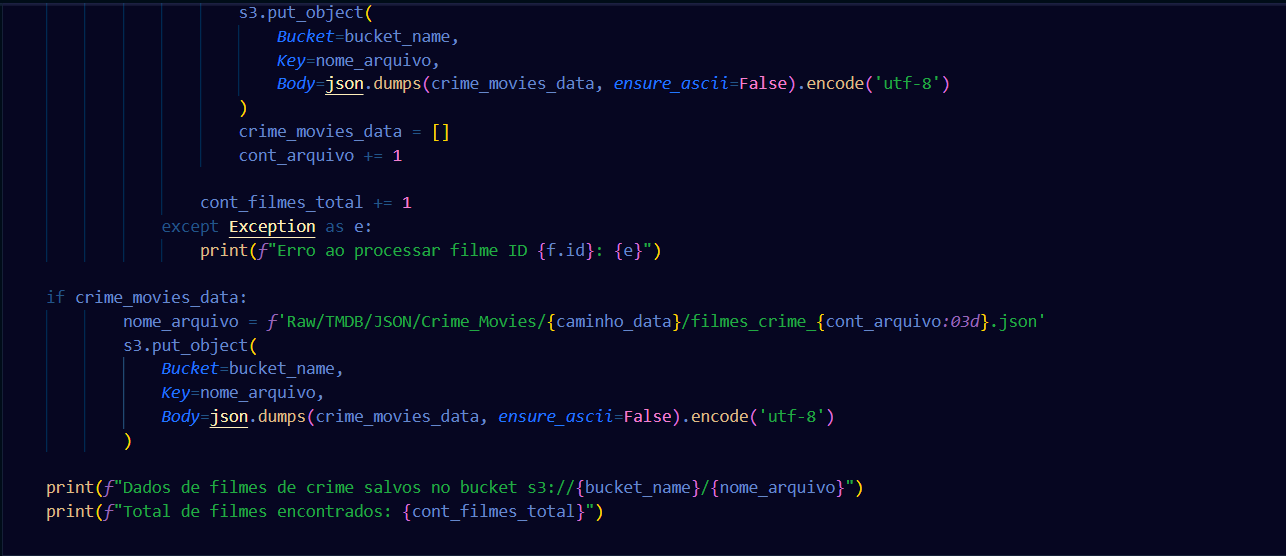 s3.put_object(
Bucket=bucket_name,
Key=nome_arquivo,
Body=json.dumps(crime_movies_data, ensure_ascii=False).encode('utf-8')
)
crime_movies_data = []
cont_arquivo += 1
cont_filmes_total += 1
except Exception as e:
print(f"Erro ao processar filme ID {f.id}: {e}")
if crime_movies_data:
nome_arquivo = f'Raw/TMDB/JSON/Crime_Movies/{caminho_data}/filmes_crime_{cont_arquivo:03d}.json'
s3.put_object(
Bucket=bucket_name,
Key=nome_arquivo,
Body=json.dumps(crime_movies_data, ensure_ascii=False).encode('utf-8')
)
print(f"Dados de filmes de crime salvos no bucket s3://{bucket_name}/{nome_arquivo}")
print(f"Total de filmes encontrados: {cont_filmes_total}")